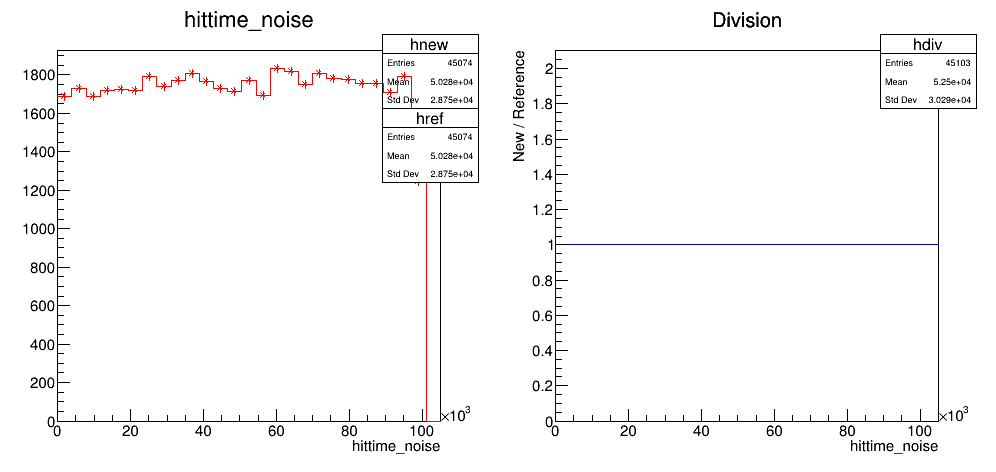 hittime_noise
hnew
Entries 45074
Mean 5.028e+04
Std Dev 2.875e+04
href
Entries 45074
Mean 5.028e+04
Std Dev 2.875e+04
1800
1600
1400
1200
1000
800
600
400
200
0
0 20 40 60 80 100
×10³
hittime_noise
Division
hdiv
Entries 45103
Mean 5.25e+04
Std Dev 3.029e+04
New / Reference
2
1.8
1.6
1.4
1.2
1
0.8
0.6
0.4
0.2
0
0 20 40 60 80 100
×10³
hittime_noise